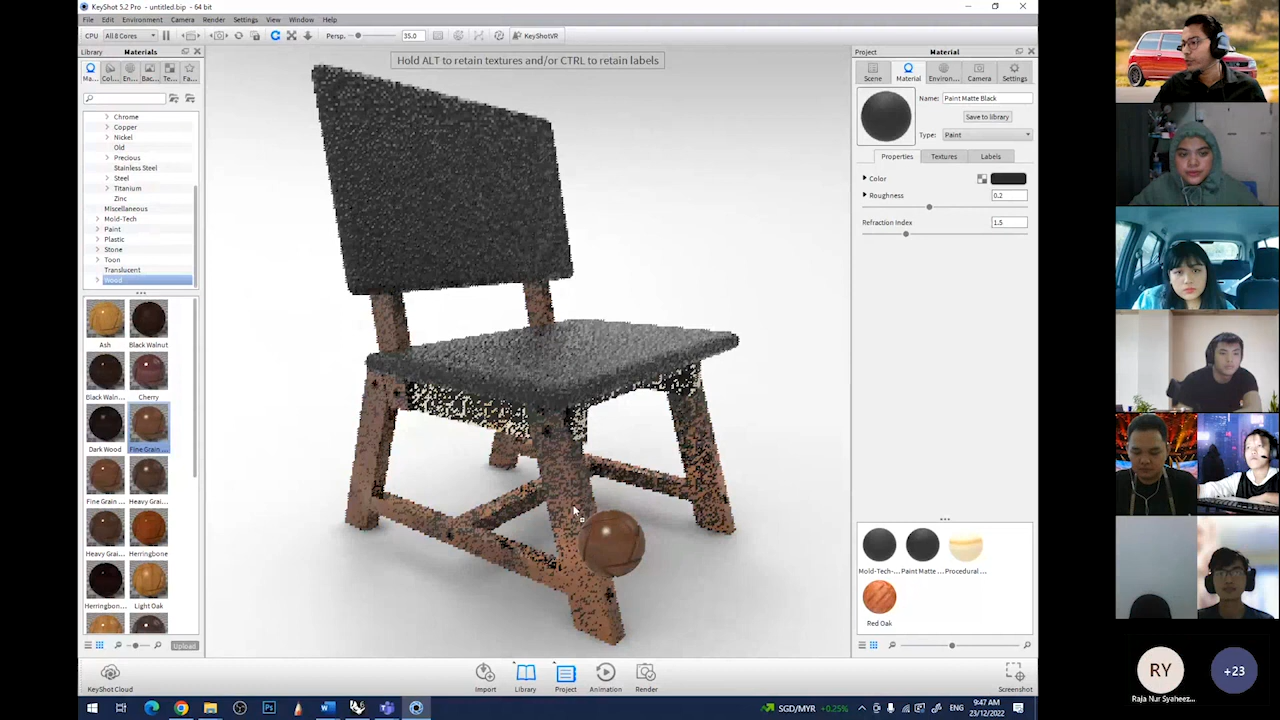 KeyShot 5.2 Pro - untitled.bip - 64 bit
File Edit Environment Camera Render Settings View Window Help
CPU All 8 Cores Persp. 35.0 KeyShotVR
Library Materials
Project Material
Hold ALT to retain textures and/or CTRL to retain labels
Ma... Col... En... Bac... Te... Fa...
Scene Material Environ... Camera Settings
Chrome
Copper
Nickel
Old
Precious
Stainless Steel
Steel
Titanium
Zinc
Miscellaneous
Mold-Tech
Paint
Plastic
Stone
Toon
Translucent
Wood
Ash Black Walnut
Black Waln... Cherry
Dark Wood Fine Grain ...
Fine Grain ... Heavy Grai...
Heavy Grai... Herringbone
Herringbon... Light Oak
Upload
Name: Paint Matte Black
Save to library
Type: Paint
Properties Textures Labels
Color
Roughness 0.2
Refraction Index 1.5
Mold-Tech-... Paint Matte ... Procedural ...
Red Oak
KeyShot Cloud Import Library Project Animation Render Screenshot
SGD/MYR +0.25% ENG 9:47 AM
23/12/2022
RY
Raja Nur Syaheez...
+23